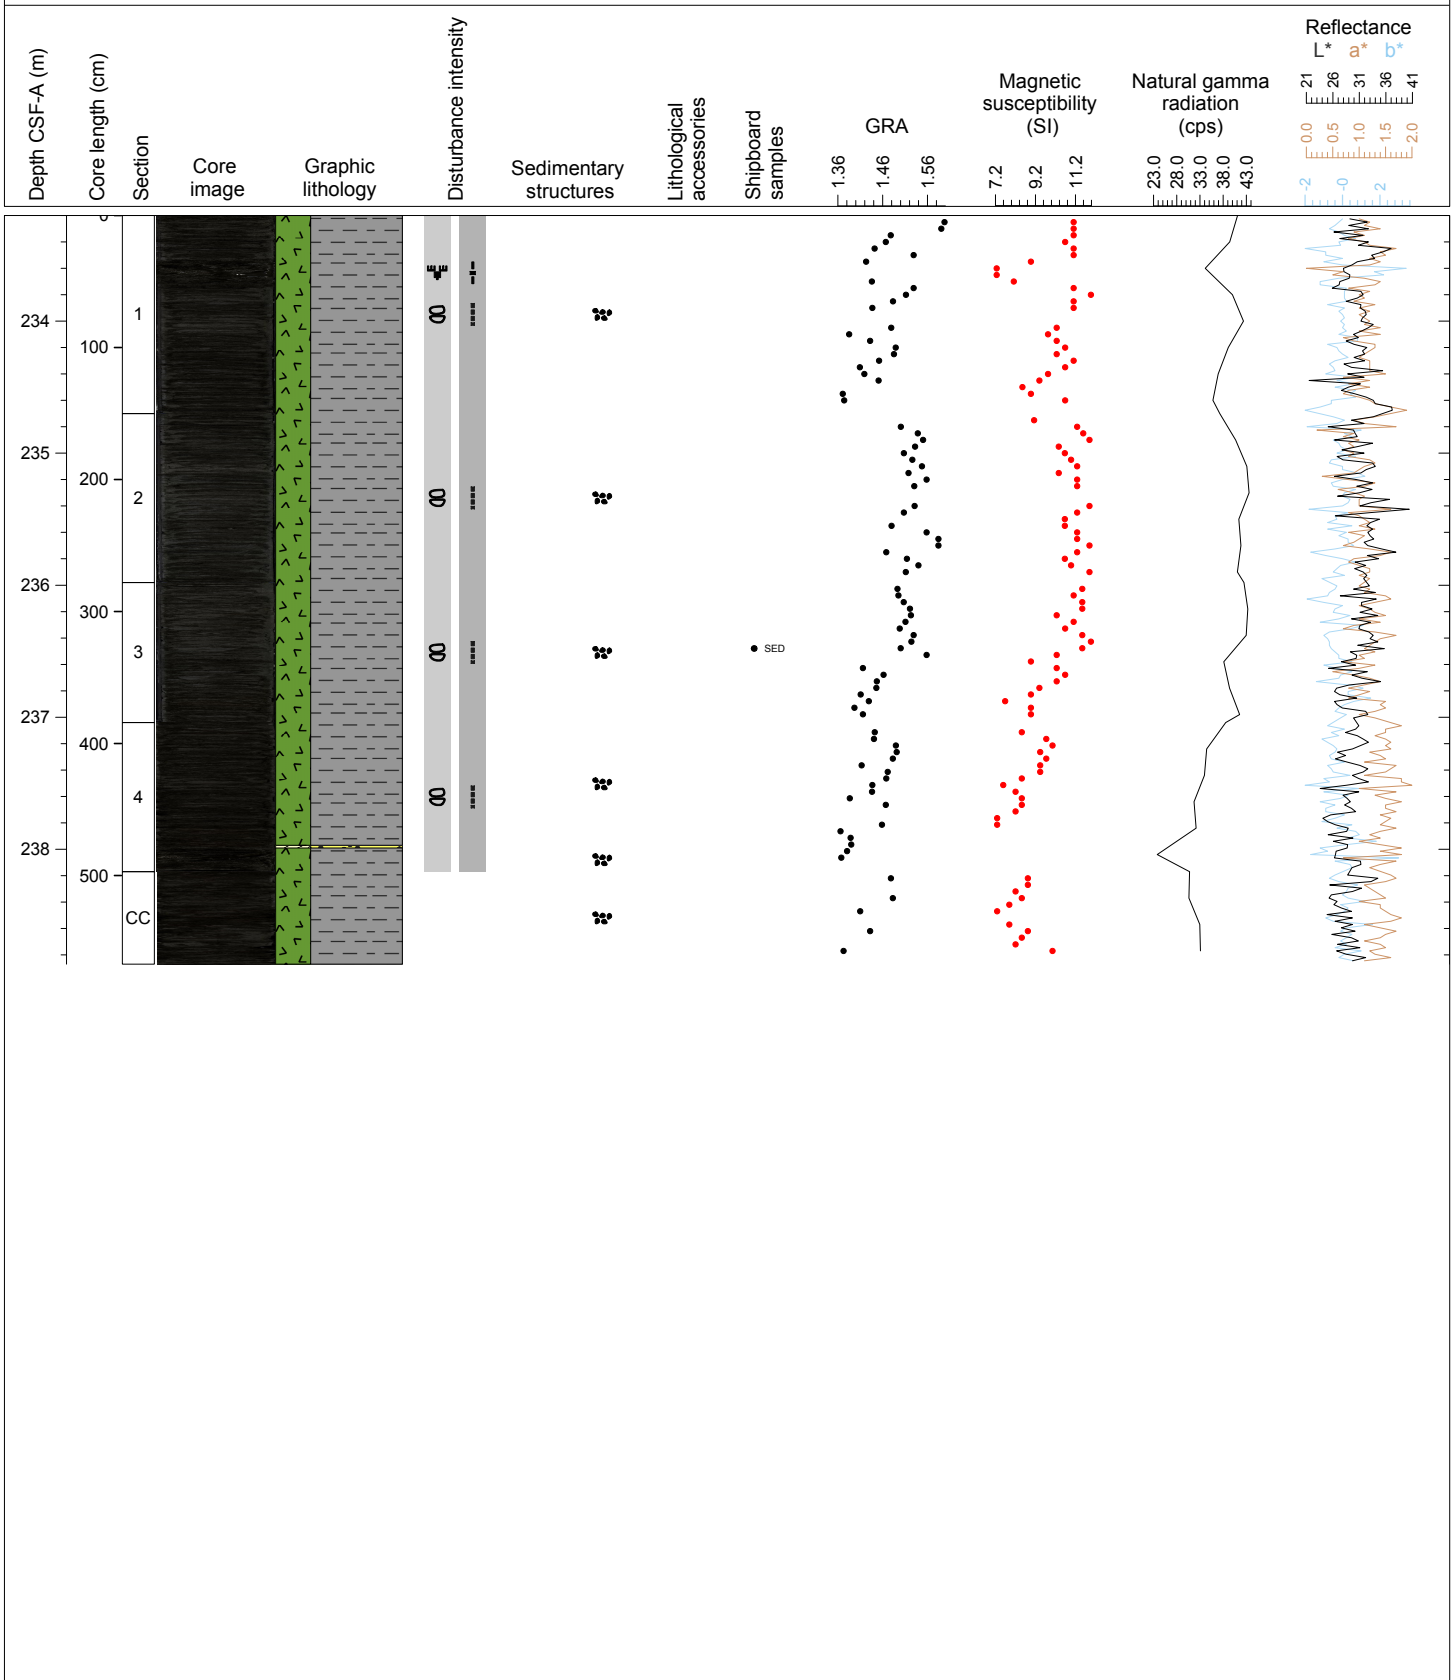 Depth CSF-A (m)
Core length (cm)
Section
Core
image
Graphic
lithology
Disturbance intensity
Sedimentary
structures
Lithological
accessories
Shipboard
samples
GRA
1.36 1.46 1.56
Magnetic
susceptibility
(SI)
7.2 9.2 11.2
Natural gamma
radiation
(cps)
23.0 28.0 33.0 38.0 43.0
Reflectance
L* a* b*
21 26 31 36 41
0.0 0.5 1.0 1.5 2.0
-2 -0 2
0
234
1
100
235
200
2
236
300
3
SED
237
400
4
238
500
CC